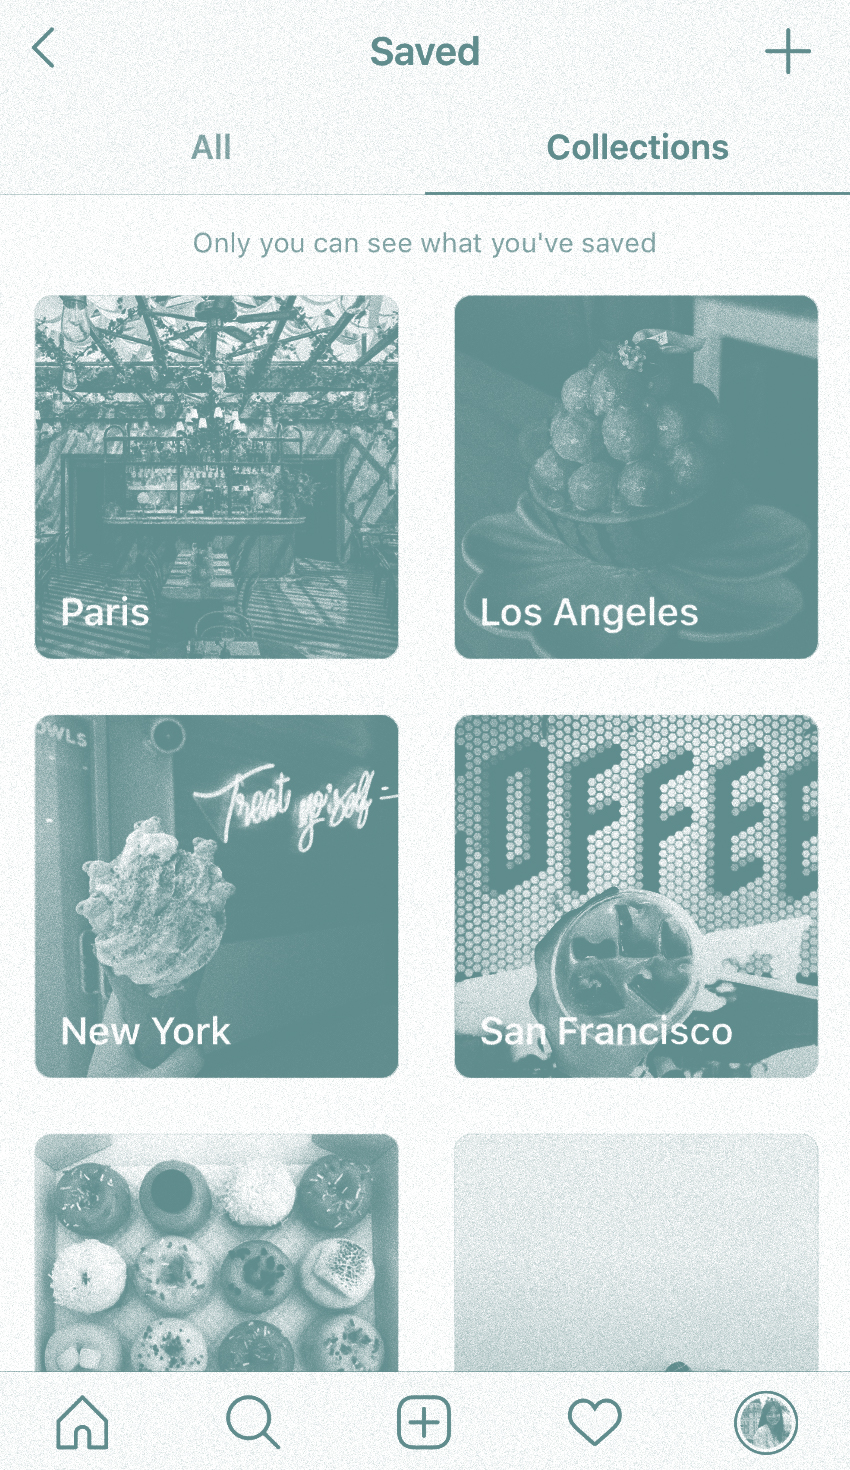 Saved
All
Collections
Only you can see what you've saved
Paris
Los Angeles
OWLS
Treat yo'self
New York
OFFEE
San Francisco